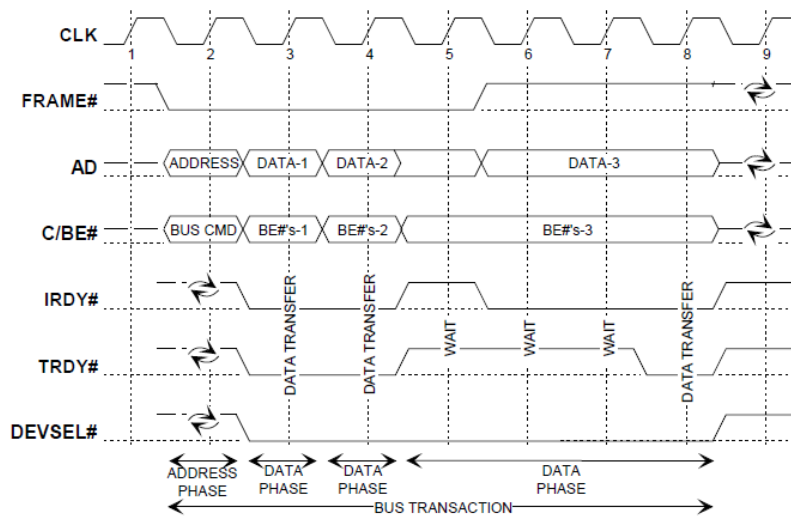 CLK
1 2 3 4 5 6 7 8 9
FRAME#
AD
ADDRESS DATA-1 DATA-2 DATA-3
C/BE#
BUS CMD BE#'s-1 BE#'s-2 BE#'s-3
IRDY#
DATA TRANSFER
DATA TRANSFER
WAIT
WAIT
WAIT
DATA TRANSFER
TRDY#
DEVSEL#
ADDRESS
PHASE
DATA
PHASE
DATA
PHASE
DATA
PHASE
BUS TRANSACTION